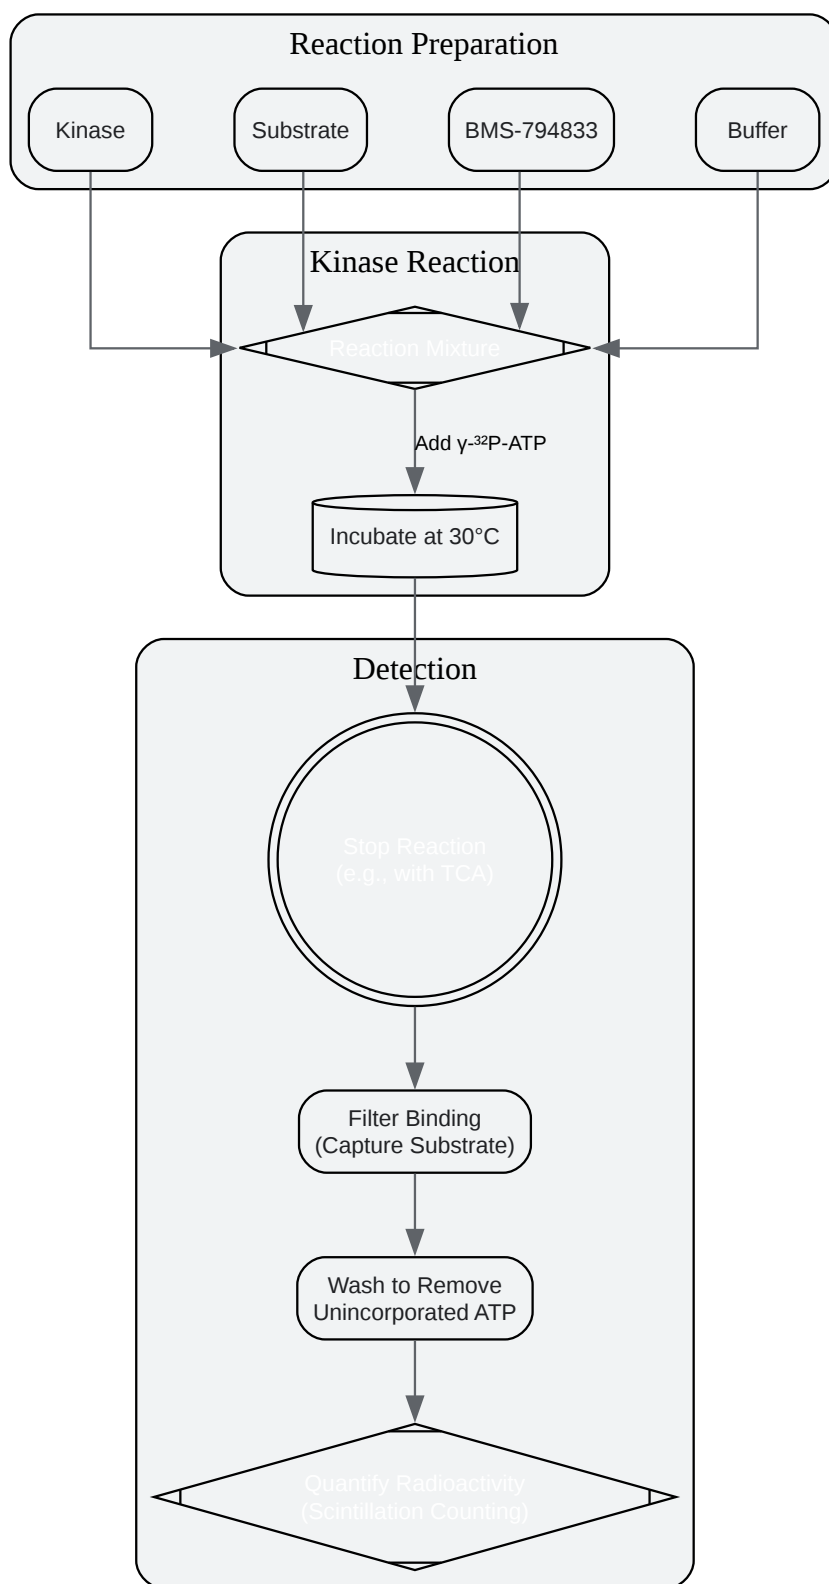 Reaction Preparation
Kinase
Substrate
BMS-794833
Buffer
Kinase Reaction
Reaction Mixture
Add γ-³²P-ATP
Incubate at 30°C
Detection
Stop Reaction
(e.g., with TCA)
Filter Binding
(Capture Substrate)
Wash to Remove
Unincorporated ATP
Quantify Radioactivity
(Scintillation Counting)